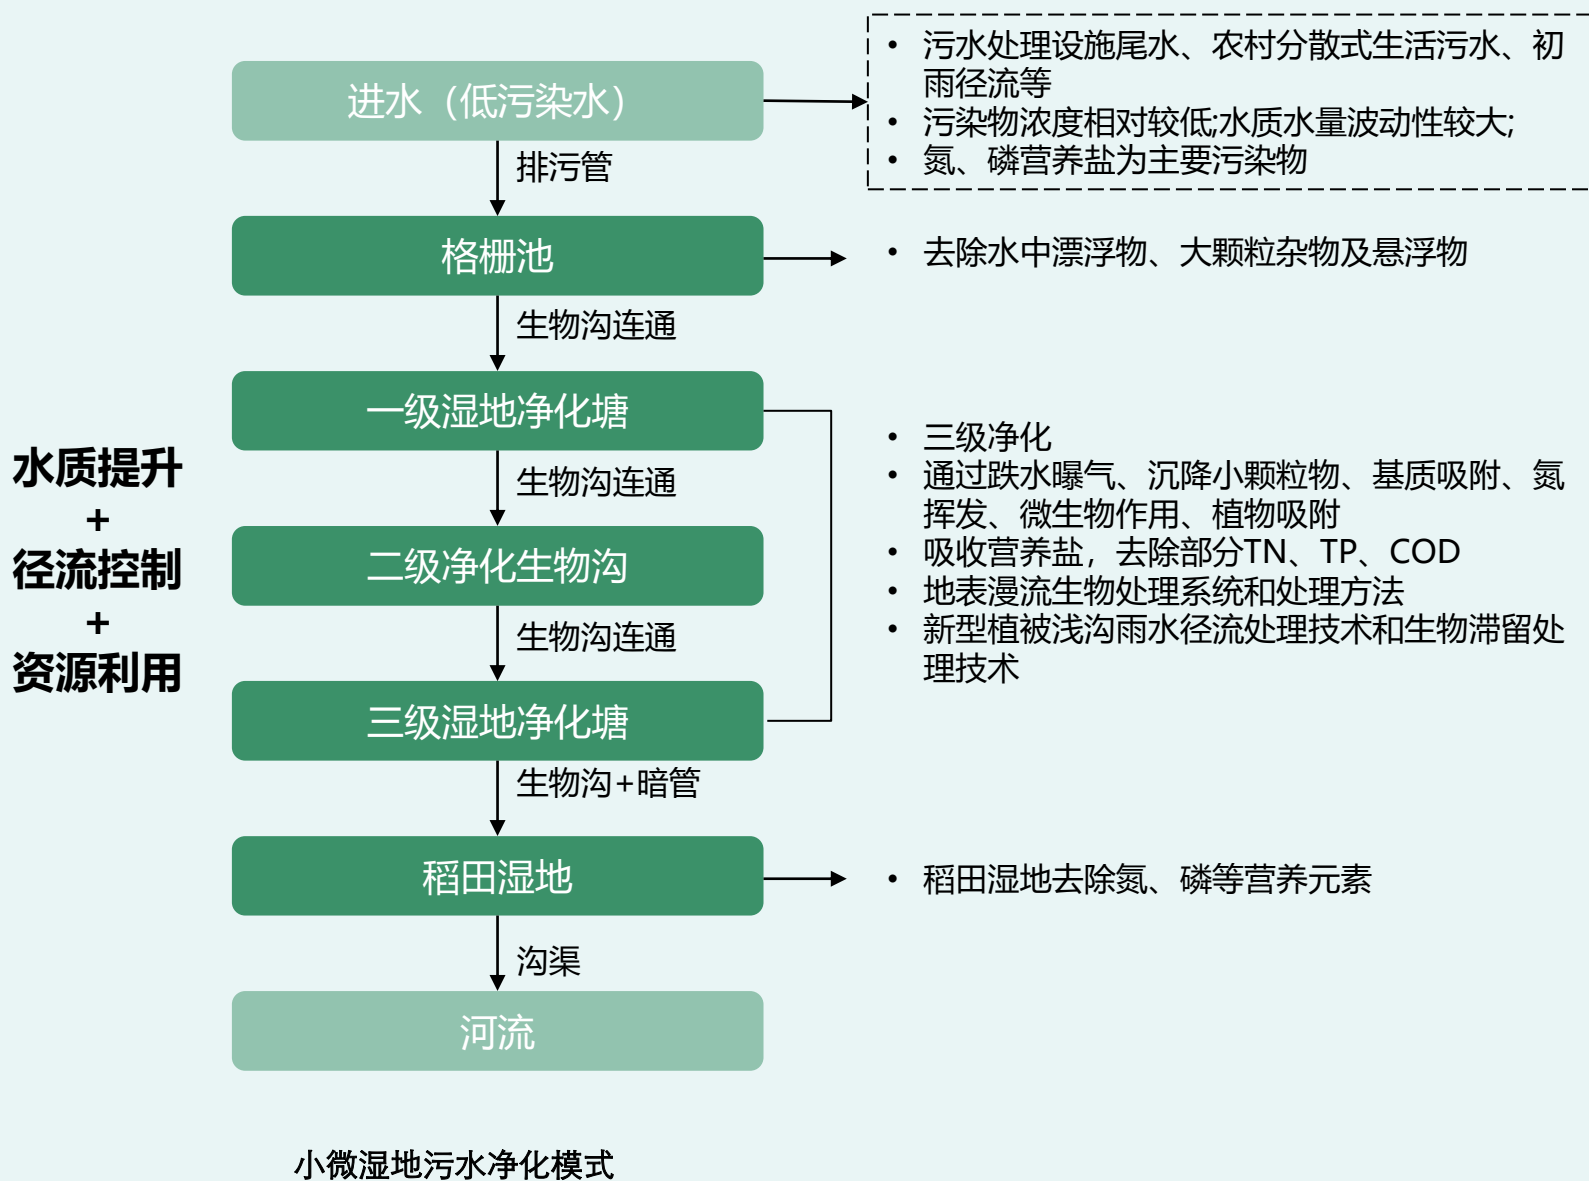 进水（低污染水）
• 污水处理设施尾水、农村分散式生活污水、初
雨径流等
• 污染物浓度相对较低;水质水量波动性较大;
• 氮、磷营养盐为主要污染物
排污管
格栅池
• 去除水中漂浮物、大颗粒杂物及悬浮物
生物沟连通
一级湿地净化塘
生物沟连通
二级净化生物沟
生物沟连通
三级湿地净化塘
• 三级净化
• 通过跌水曝气、沉降小颗粒物、基质吸附、氮
挥发、微生物作用、植物吸附
• 吸收营养盐，去除部分TN、TP、COD
• 地表漫流生物处理系统和处理方法
• 新型植被浅沟雨水径流处理技术和生物滞留处
理技术
水质提升
+
径流控制
+
资源利用
生物沟+暗管
稻田湿地
• 稻田湿地去除氮、磷等营养元素
沟渠
河流
小微湿地污水净化模式